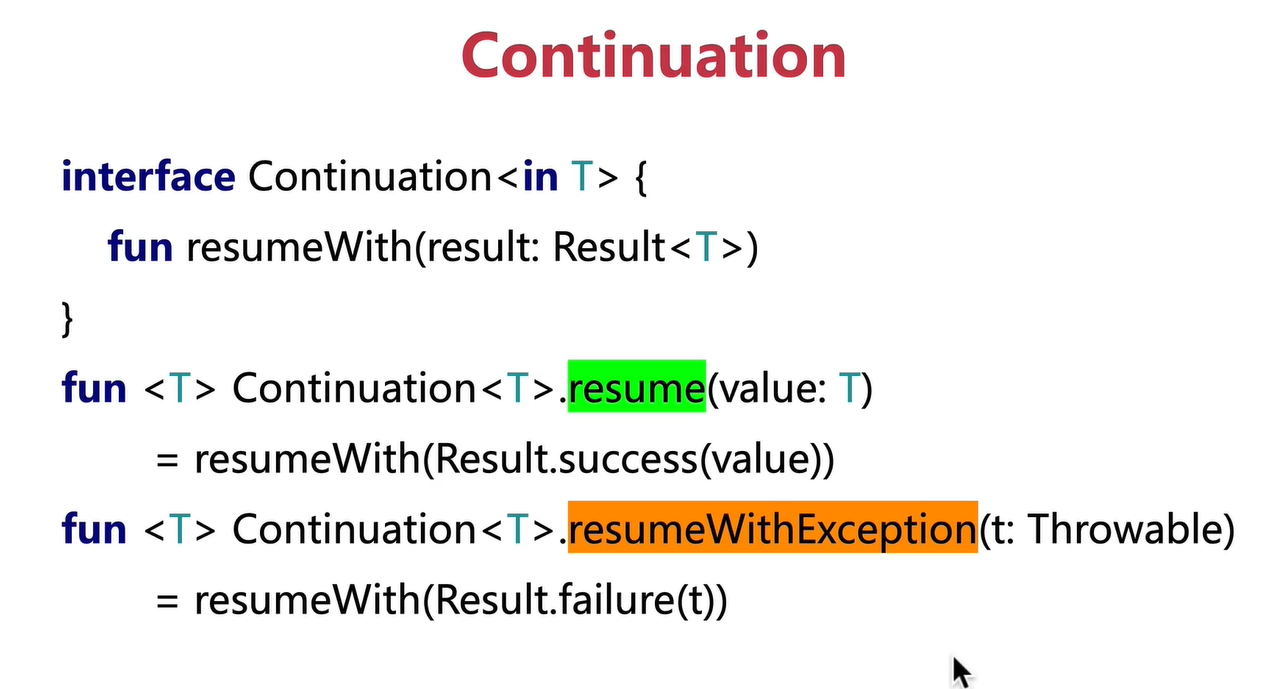 Continuation
interface Continuation<in T> {
fun resumeWith(result: Result<T>)
}
fun <T> Continuation<T>.resume(value: T)
= resumeWith(Result.success(value))
fun <T> Continuation<T>.resumeWithException(t: Throwable)
= resumeWith(Result.failure(t))